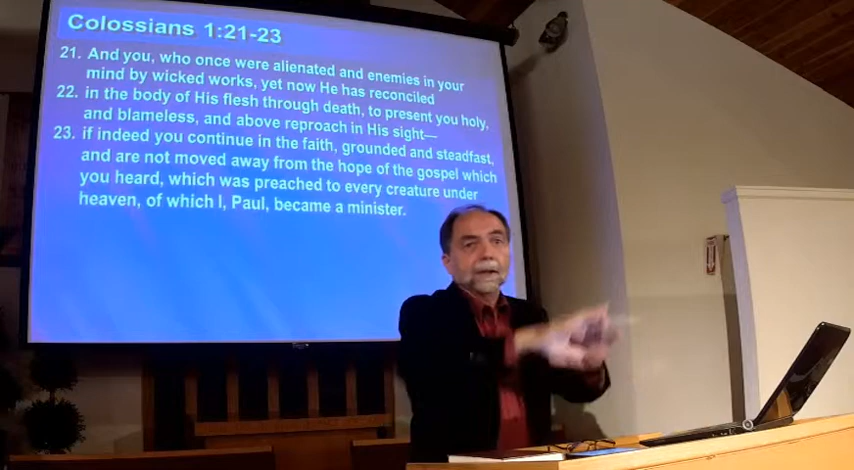 Colossians 1:21-23
21. And you, who once were alienated and enemies in your
mind by wicked works, yet now He has reconciled
22. in the body of His flesh through death, to present you holy,
and blameless, and above reproach in His sight—
23. if indeed you continue in the faith, grounded and steadfast,
and are not moved away from the hope of the gospel which
you heard, which was preached to every creature under
heaven, of which I, Paul, became a minister.